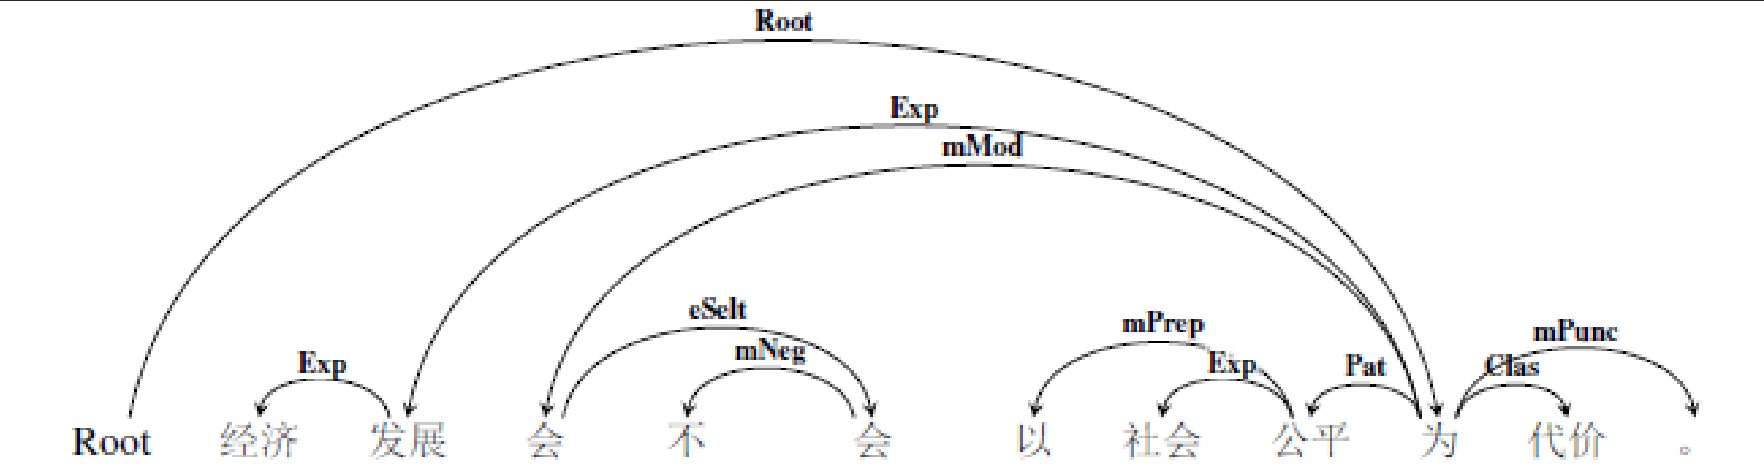 Root
Exp
mMod
eSelt
mPrep mPunc
Exp mNeg Exp Pat Clas
Root 经济 发展 会 不 会 以 社会 公平 为 代价 。